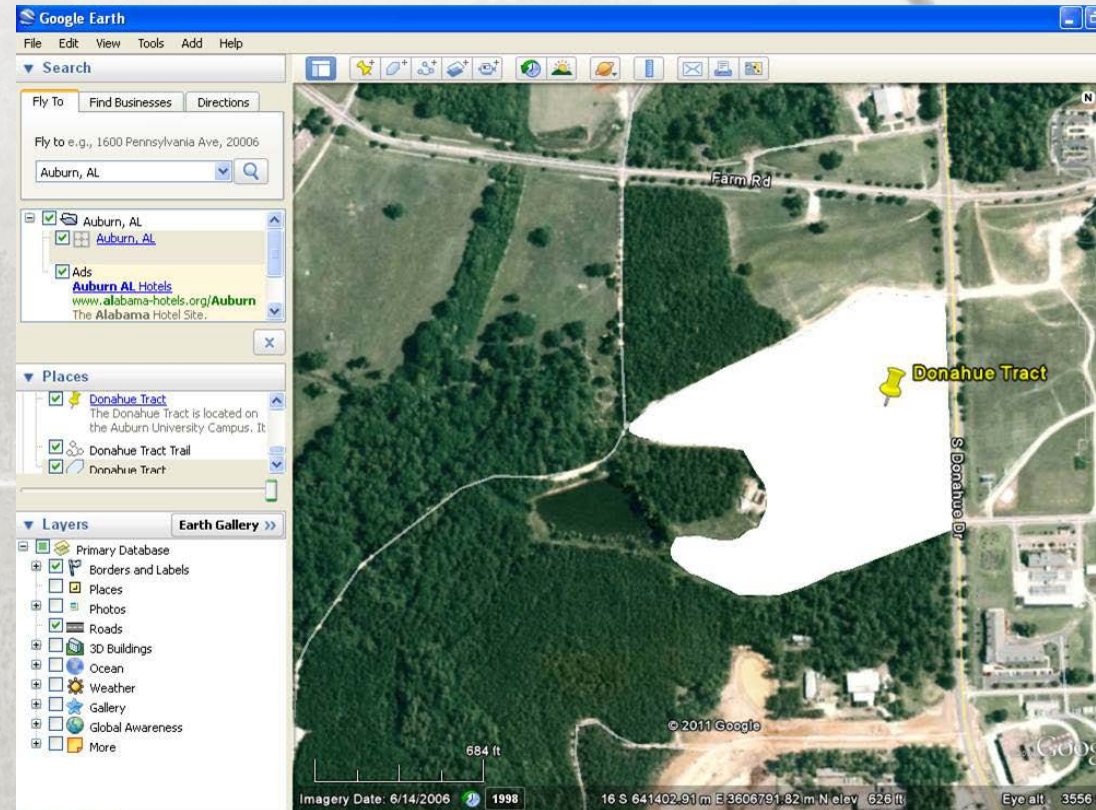 Google Earth
File Edit View Tools Add Help
Search
Fly To Find Businesses Directions
Fly to e.g., 1600 Pennsylvania Ave, 20006
Auburn, AL
Auburn, AL
Auburn, AL
Ads
Auburn AL Hotels
www.alabama-hotels.org/Auburn
The Alabama Hotel Site.
Places
Donahue Tract
The Donahue Tract is located on
the Auburn University Campus. It
Donahue Tract Trail
Donahue Tract
Layers
Earth Gallery >>
Primary Database
Borders and Labels
Places
Photos
Roads
3D Buildings
Ocean
Weather
Gallery
Global Awareness
More
N
Farm Rd
Donahue Tract
S Donahue Dr
© 2011 Google
684 ft
Imagery Date: 6/14/2006 1998 16 S 641402.91 m E 3606791.82 m N elev 626 ft Eye alt 3556